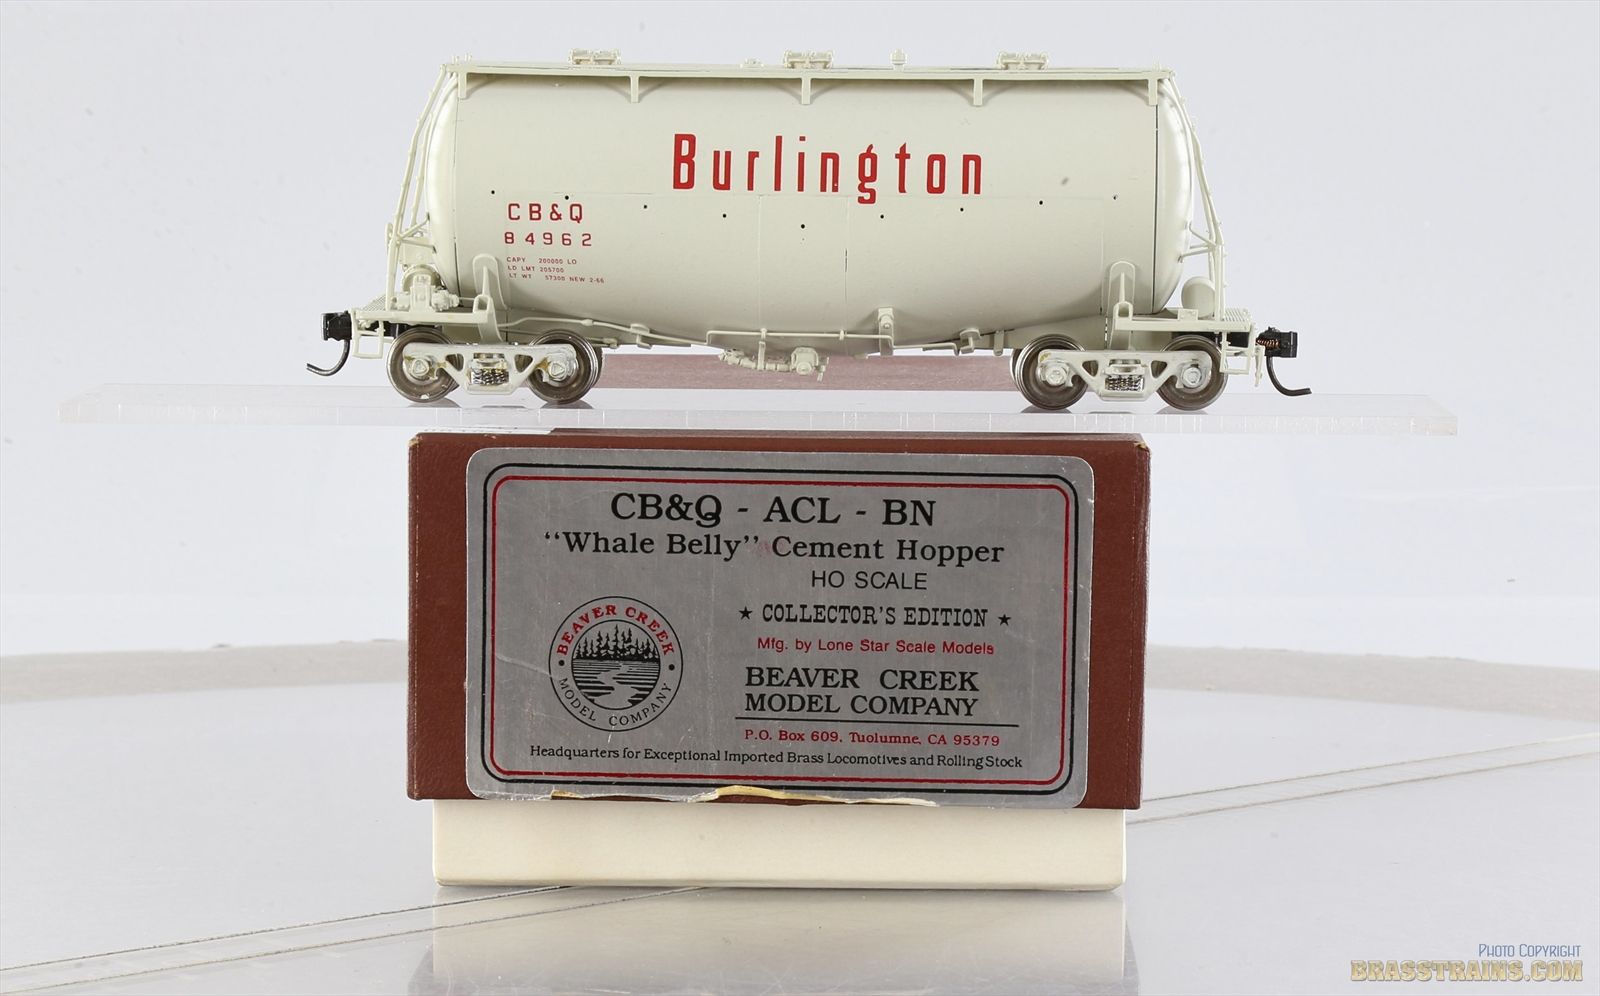 Burlington
CB&Q
84962
CAPY 200000 LD
LD LMT 205700
LT WT 57300 NEW 2-66
CB&Q - ACL - BN
"Whale Belly" Cement Hopper
HO SCALE
★ COLLECTOR'S EDITION ★
Mfg. by Lone Star Scale Models
BEAVER CREEK
MODEL COMPANY
BEAVER CREEK
MODEL COMPANY
P.O. Box 609, Tuolumne, CA 95379
Headquarters for Exceptional Imported Brass Locomotives and Rolling Stock
PHOTO COPYRIGHT
BRASSTRAINS.COM